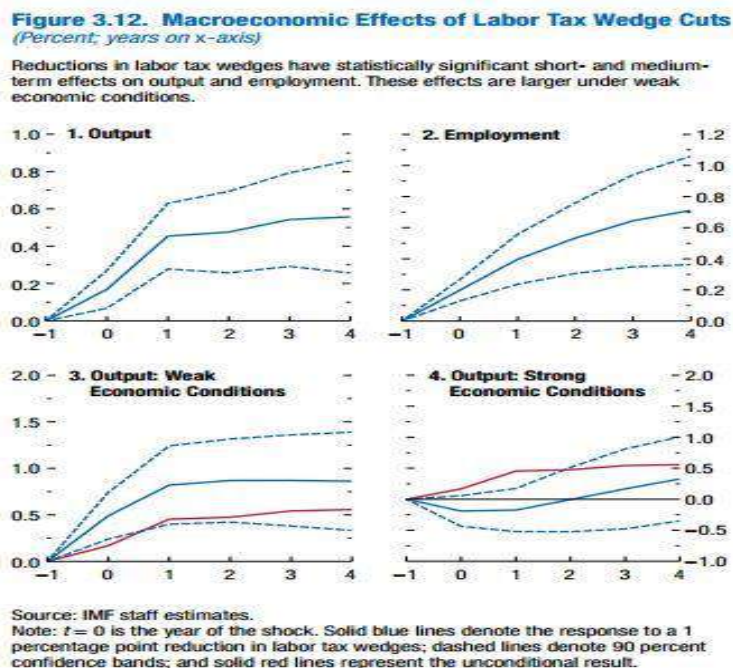 Figure 3.12. Macroeconomic Effects of Labor Tax Wedge Cuts
(Percent; years on x-axis)
Reductions in labor tax wedges have statistically significant short- and medium-
term effects on output and employment. These effects are larger under weak
economic conditions.
1.0 1. Output
0.8
0.6
0.4
0.2
0.0
–1 0 1 2 3 4
2. Employment 1.2
1.0
0.8
0.6
0.4
0.2
0.0
–1 0 1 2 3 4
2.0 3. Output: Weak
Economic Conditions
1.5
1.0
0.5
0.0
–1 0 1 2 3 4
4. Output: Strong 2.0
Economic Conditions
1.5
1.0
0.5
0.0
–0.5
–1.0
–1 0 1 2 3 4
Source: IMF staff estimates.
Note: t = 0 is the year of the shock. Solid blue lines denote the response to a 1
percentage point reduction in labor tax wedges; dashed lines denote 90 percent
confidence bands; and solid red lines represent the unconditional result.